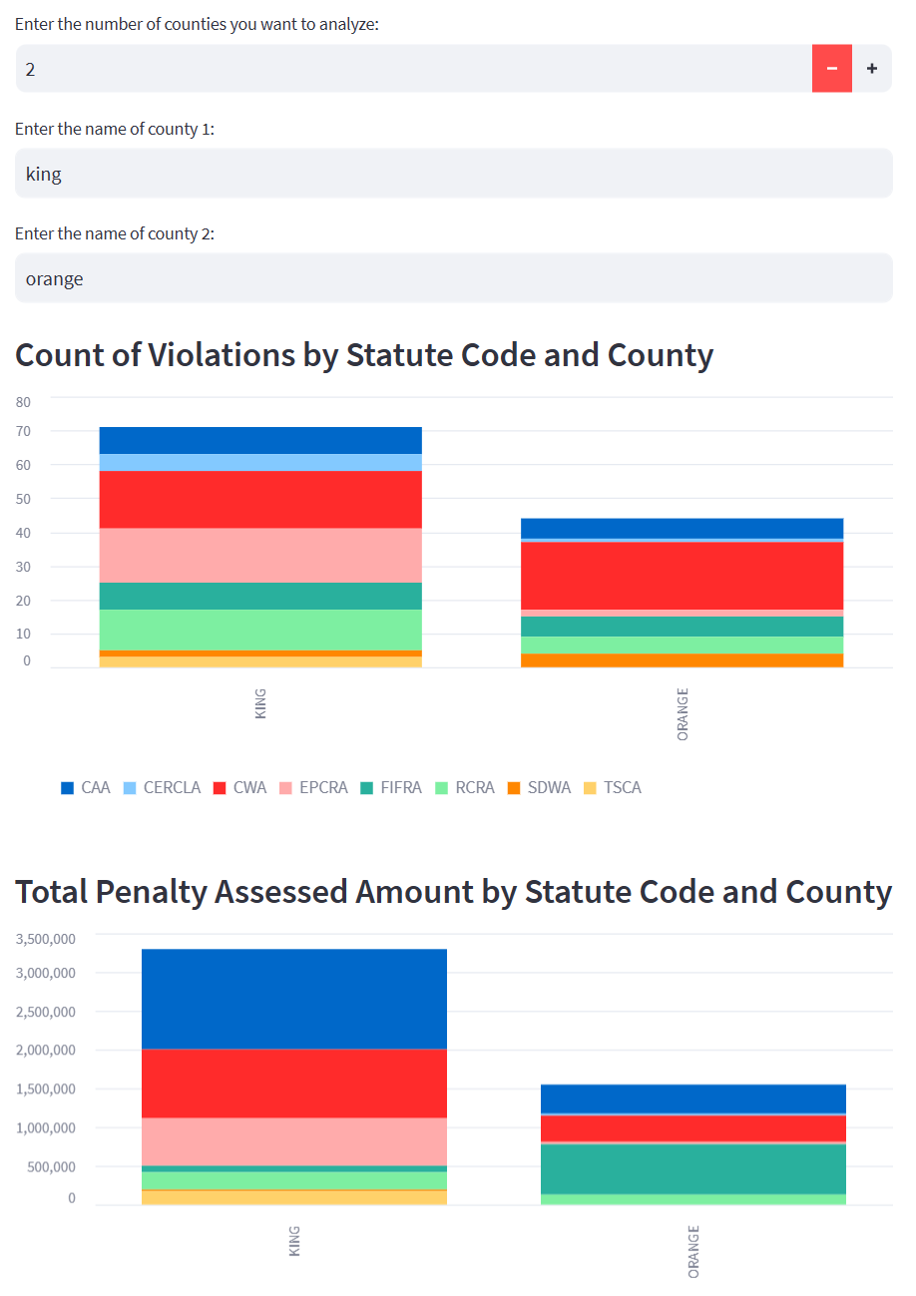 Enter the number of counties you want to analyze:
2
− +
Enter the name of county 1:
king
Enter the name of county 2:
orange
Count of Violations by Statute Code and County
80
70
60
50
40
30
20
10
0
KING
ORANGE
CAA CERCLA CWA EPCRA FIFRA RCRA SDWA TSCA
Total Penalty Assessed Amount by Statute Code and County
3,500,000
3,000,000
2,500,000
2,000,000
1,500,000
1,000,000
500,000
0
KING
ORANGE